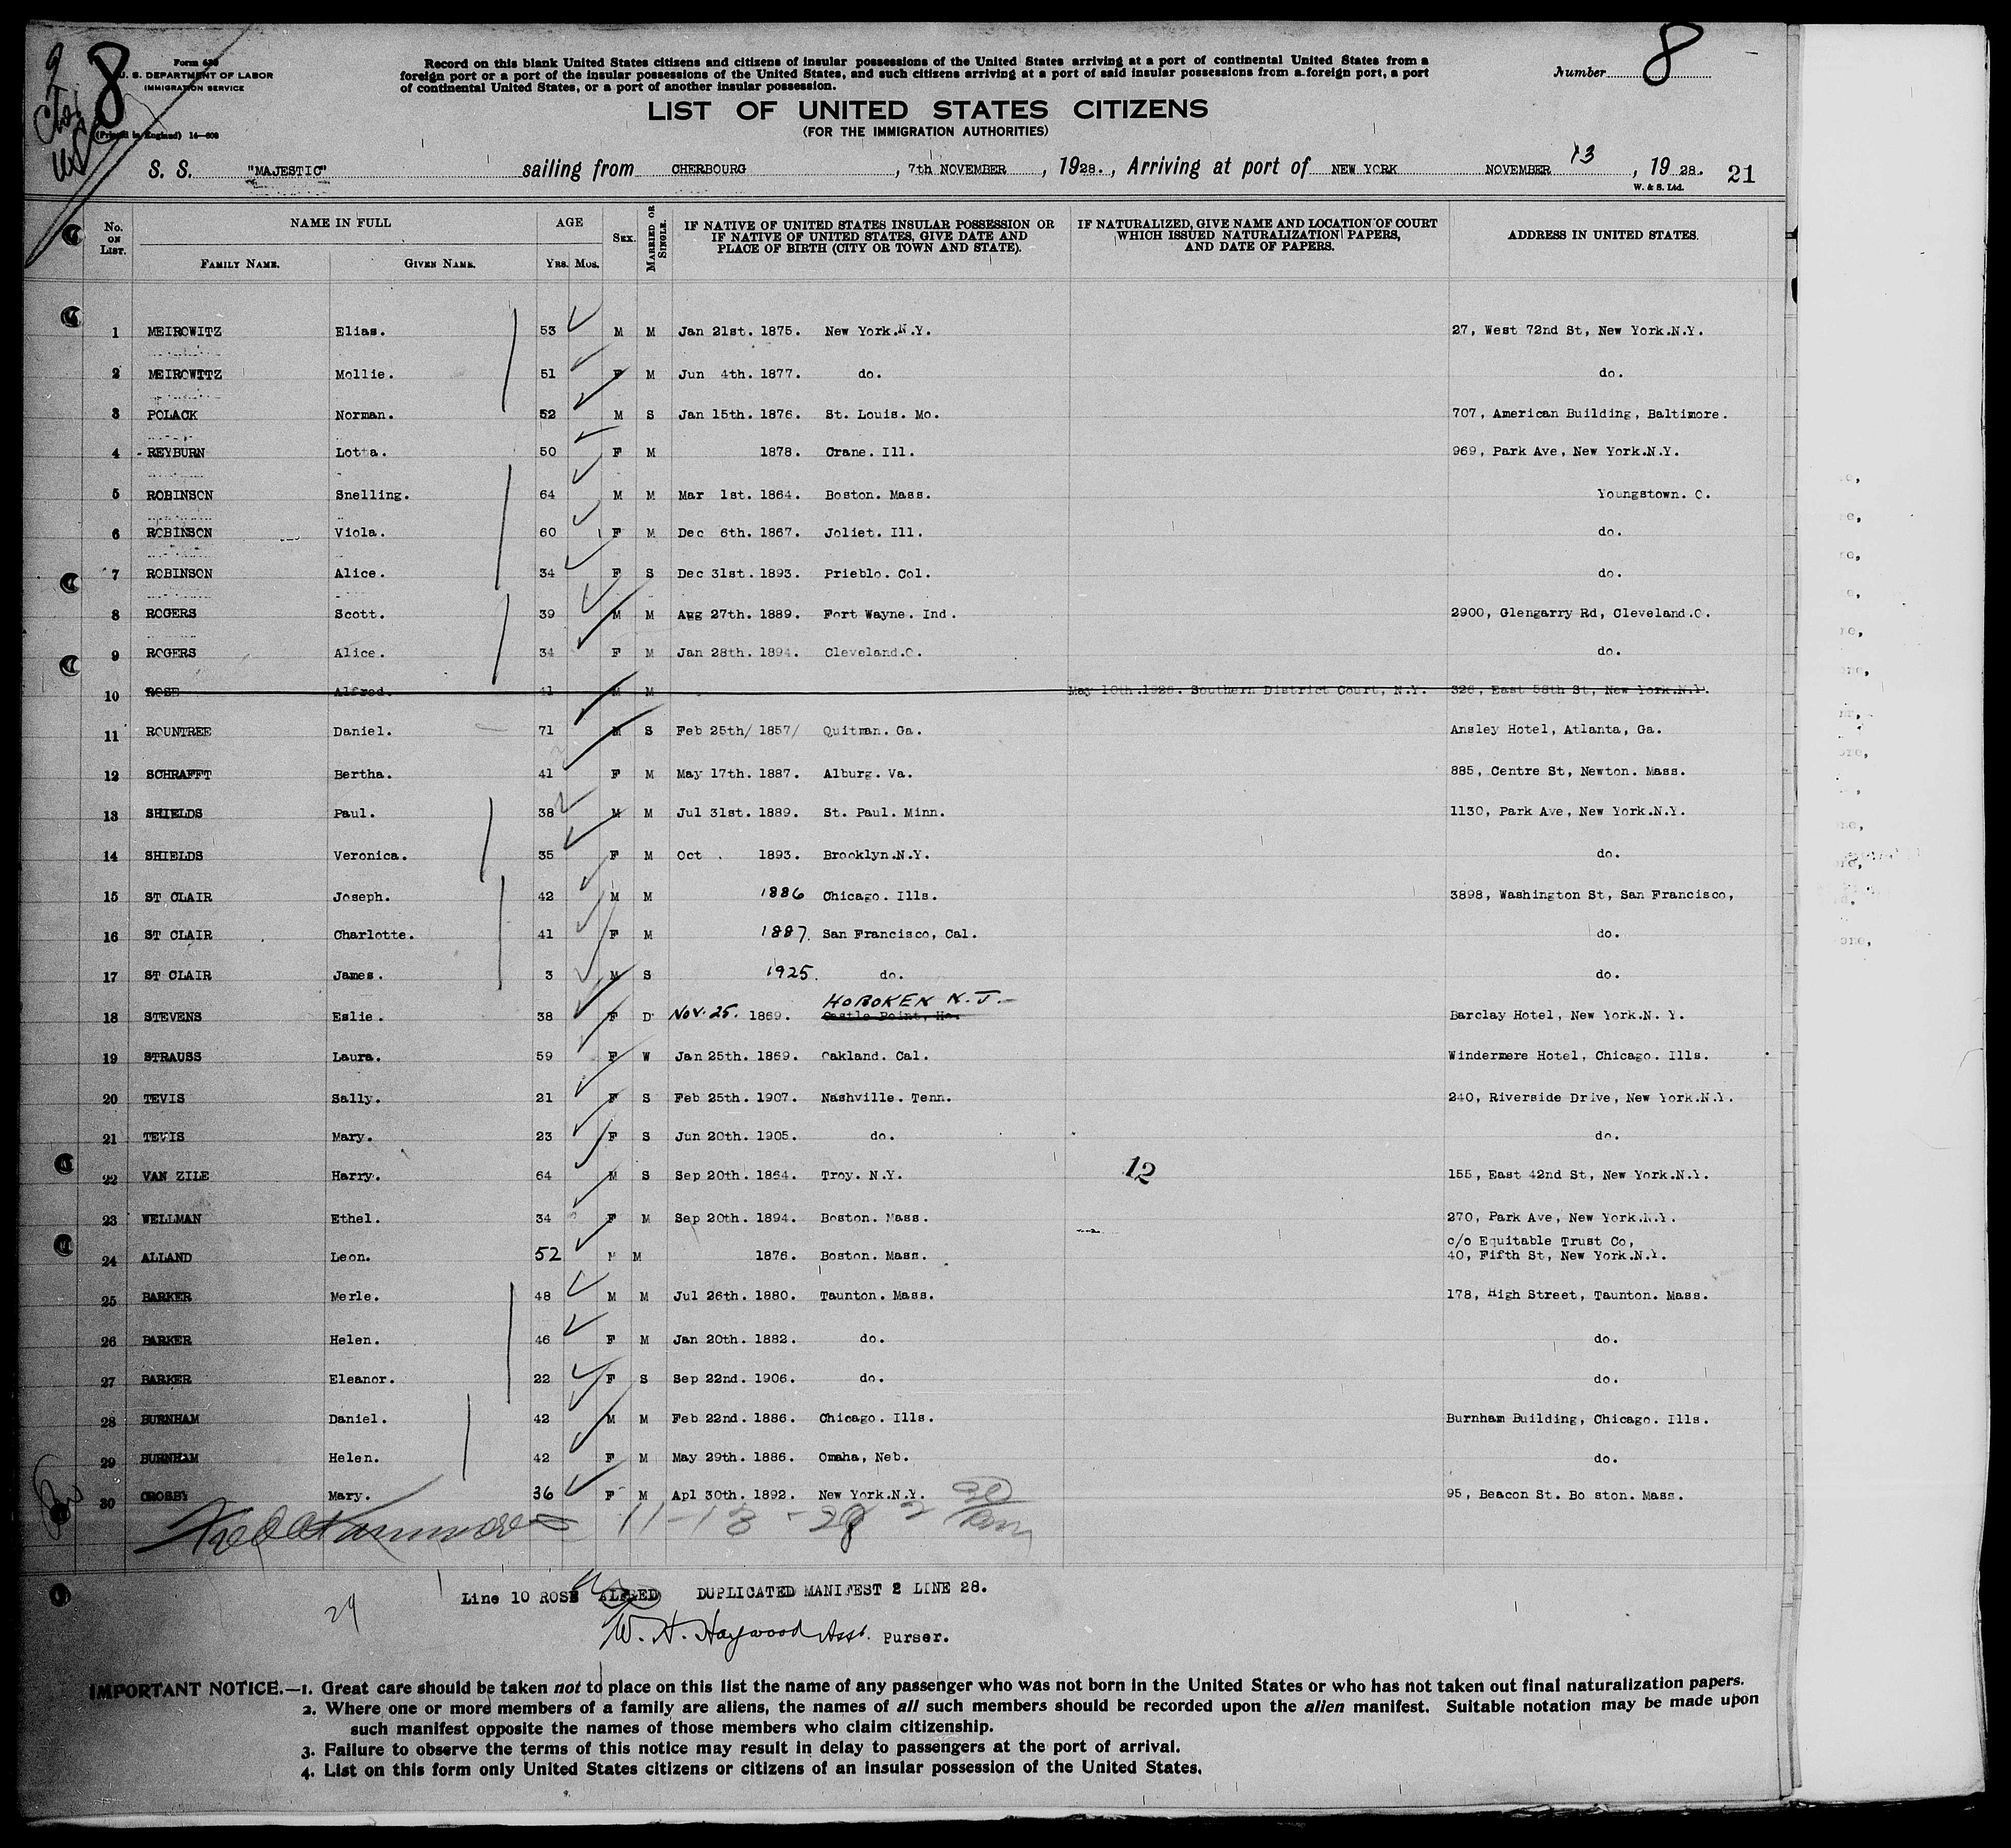 8
Form 630
U. S. DEPARTMENT OF LABOR
IMMIGRATION SERVICE
(Printed in England) 14—606
Record on this blank United States citizens and citizens of insular possessions of the United States arriving at a port of continental United States from a
foreign port or a port of the insular possessions of the United States, and such citizens arriving at a port of said insular possessions from a foreign port, a port
of continental United States, or a port of another insular possession.
Number 8
LIST OF UNITED STATES CITIZENS
(FOR THE IMMIGRATION AUTHORITIES)
S. S. "MAJESTIC" sailing from CHERBOURG, 7th NOVEMBER, 1928., Arriving at port of NEW YORK NOVEMBER 13, 1928. 21
W. & S. Ltd.
No. ON LIST. NAME IN FULL AGE SEX. MARRIED OR SINGLE. IF NATIVE OF UNITED STATES INSULAR POSSESSION OR IF NATIVE OF UNITED STATES, GIVE DATE AND PLACE OF BIRTH (CITY OR TOWN AND STATE). IF NATURALIZED, GIVE NAME AND LOCATION OF COURT WHICH ISSUED NATURALIZATION PAPERS, AND DATE OF PAPERS. ADDRESS IN UNITED STATES.
FAMILY NAME. GIVEN NAME. YRS. MOS.
1 MEIROWITZ Elias. 53 M M Jan 21st. 1875. New York.N.Y. 27, West 72nd St, New York.N.Y.
2 MEIROWITZ Mollie. 51 F M Jun 4th. 1877. do. do.
3 POLACK Norman. 52 M S Jan 15th. 1876. St. Louis. Mo. 707, American Building, Baltimore.
4 REYBURN Lotta. 50 F M 1878. Crane. Ill. 969, Park Ave, New York.N.Y.
5 ROBINSON Snelling. 64 M M Mar 1st. 1864. Boston. Mass. Youngstown. O.
6 ROBINSON Viola. 60 F M Dec 6th. 1867. Joliet. Ill. do.
7 ROBINSON Alice. 34 F S Dec 31st. 1893. Prieblo. Col. do.
8 ROGERS Scott. 39 M M Aug 27th. 1889. Fort Wayne. Ind. 2900, Glengarry Rd, Cleveland.O.
9 ROGERS Alice. 34 F M Jan 28th. 1894. Cleveland.O. do.
10 ROSE Alfred. 41 M M May 10th.1926. Southern District Court, N.Y. 326, East 58th St, New York.N.Y.
11 ROUNTREE Daniel. 71 M S Feb 25th/ 1857/ Quitman. Ga. Ansley Hotel, Atlanta, Ga.
12 SCHRAFFT Bertha. 41 F M May 17th. 1887. Alburg. Va. 885, Centre St, Newton. Mass.
13 SHIELDS Paul. 38 M M Jul 31st. 1889. St. Paul. Minn. 1130, Park Ave, New York.N.Y.
14 SHIELDS Veronica. 35 F M Oct . 1893. Brooklyn.N.Y. do.
15 ST CLAIR Joseph. 42 M M 1886 Chicago. Ills. 3898, Washington St, San Francisco,
16 ST CLAIR Charlotte. 41 F M 1887. San Francisco, Cal. do.
17 ST CLAIR James. 3 M S 1925. do. do.
HOBOKEN N.J.
18 STEVENS Eslie. 38 F D Nov. 25. 1869. Castle Point, Ho. Barclay Hotel, New York.N. Y.
19 STRAUSS Laura. 59 F W Jan 25th. 1869. Oakland. Cal. Windermere Hotel, Chicago. Ills.
20 TEVIS Sally. 21 F S Feb 25th. 1907. Nashville. Tenn. 240, Riverside Drive, New York.N.Y.
21 TEVIS Mary. 23 F S Jun 20th. 1905. do. do.
22 VAN ZILE Harry. 64 M S Sep 20th. 1864. Troy. N.Y. 12 155, East 42nd St, New York.N.Y.
23 WELLMAN Ethel. 34 F M Sep 20th. 1894. Boston. Mass. 270, Park Ave, New York.N.Y.
c/o Equitable Trust Co,
24 ALLAND Leon. 52 M M 1876. Boston. Mass. 40, Fifth St, New York.N.Y.
25 BARKER Merle. 48 M M Jul 26th. 1880. Taunton. Mass. 178, High Street, Taunton. Mass.
26 BARKER Helen. 46 F M Jan 20th. 1882. do. do.
27 BARKER Eleanor. 22 F S Sep 22nd. 1906. do. do.
28 BURNHAM Daniel. 42 M M Feb 22nd. 1886. Chicago. Ills. Burnham Building, Chicago. Ills.
29 BURNHAM Helen. 42 F M May 29th. 1886. Omaha, Neb. do.
30 CROSBY Mary. 36 F M Apl 30th. 1892. New York.N.Y. 95, Beacon St. Bo ston. Mass.
11-13-28
Line 10 ROSE ALFRED DUPLICATED MANIFEST 2 LINE 28.
29
W. H. Haywood Asst. Purser.
IMPORTANT NOTICE.—1. Great care should be taken not to place on this list the name of any passenger who was not born in the United States or who has not taken out final naturalization papers.
2. Where one or more members of a family are aliens, the names of all such members should be recorded upon the alien manifest. Suitable notation may be made upon
such manifest opposite the names of those members who claim citizenship.
3. Failure to observe the terms of this notice may result in delay to passengers at the port of arrival.
4. List on this form only United States citizens or citizens of an insular possession of the United States.